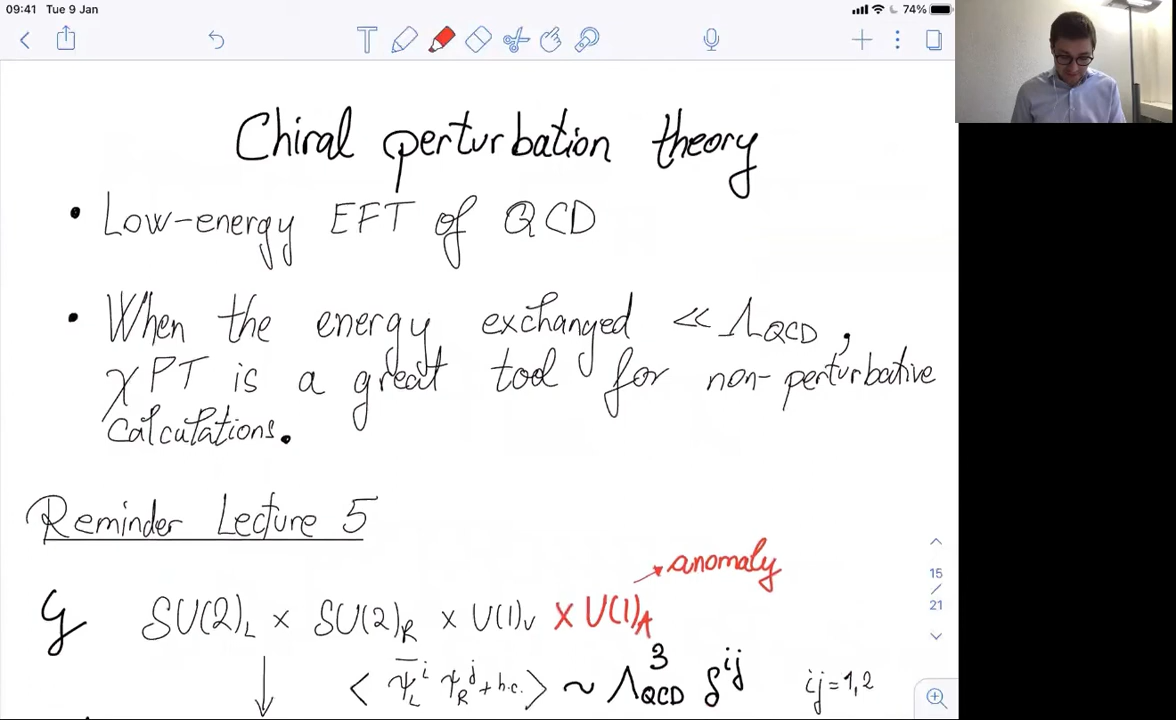 09:41 Tue 9 Jan 74%
Chiral perturbation theory
• Low-energy EFT of QCD
• When the energy exchanged ≪ Λ_QCD,
χPT is a great tool for non-perturbative
calculations.
Reminder Lecture 5
anomaly
G SU(2)_L × SU(2)_R × U(1)_V × U(1)_A
↓ < ψ̄_L^i ψ_R^j + h.c. > ~ Λ_QCD^3 δ^{ij} ij=1,2
15
/
21